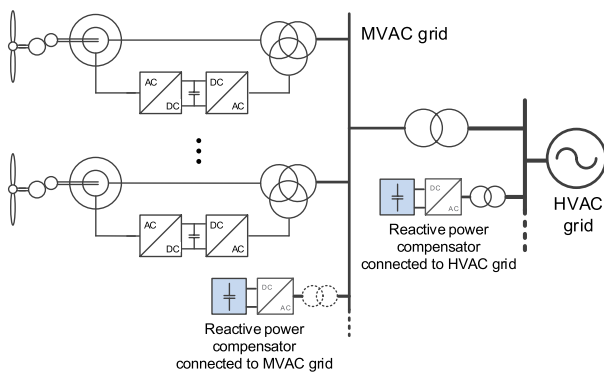 MVAC grid
AC
DC
DC
AC
AC
DC
DC
AC
DC
AC
HVAC
grid
Reactive power
compensator
connected to HVAC grid
DC
AC
Reactive power
compensator
connected to MVAC grid